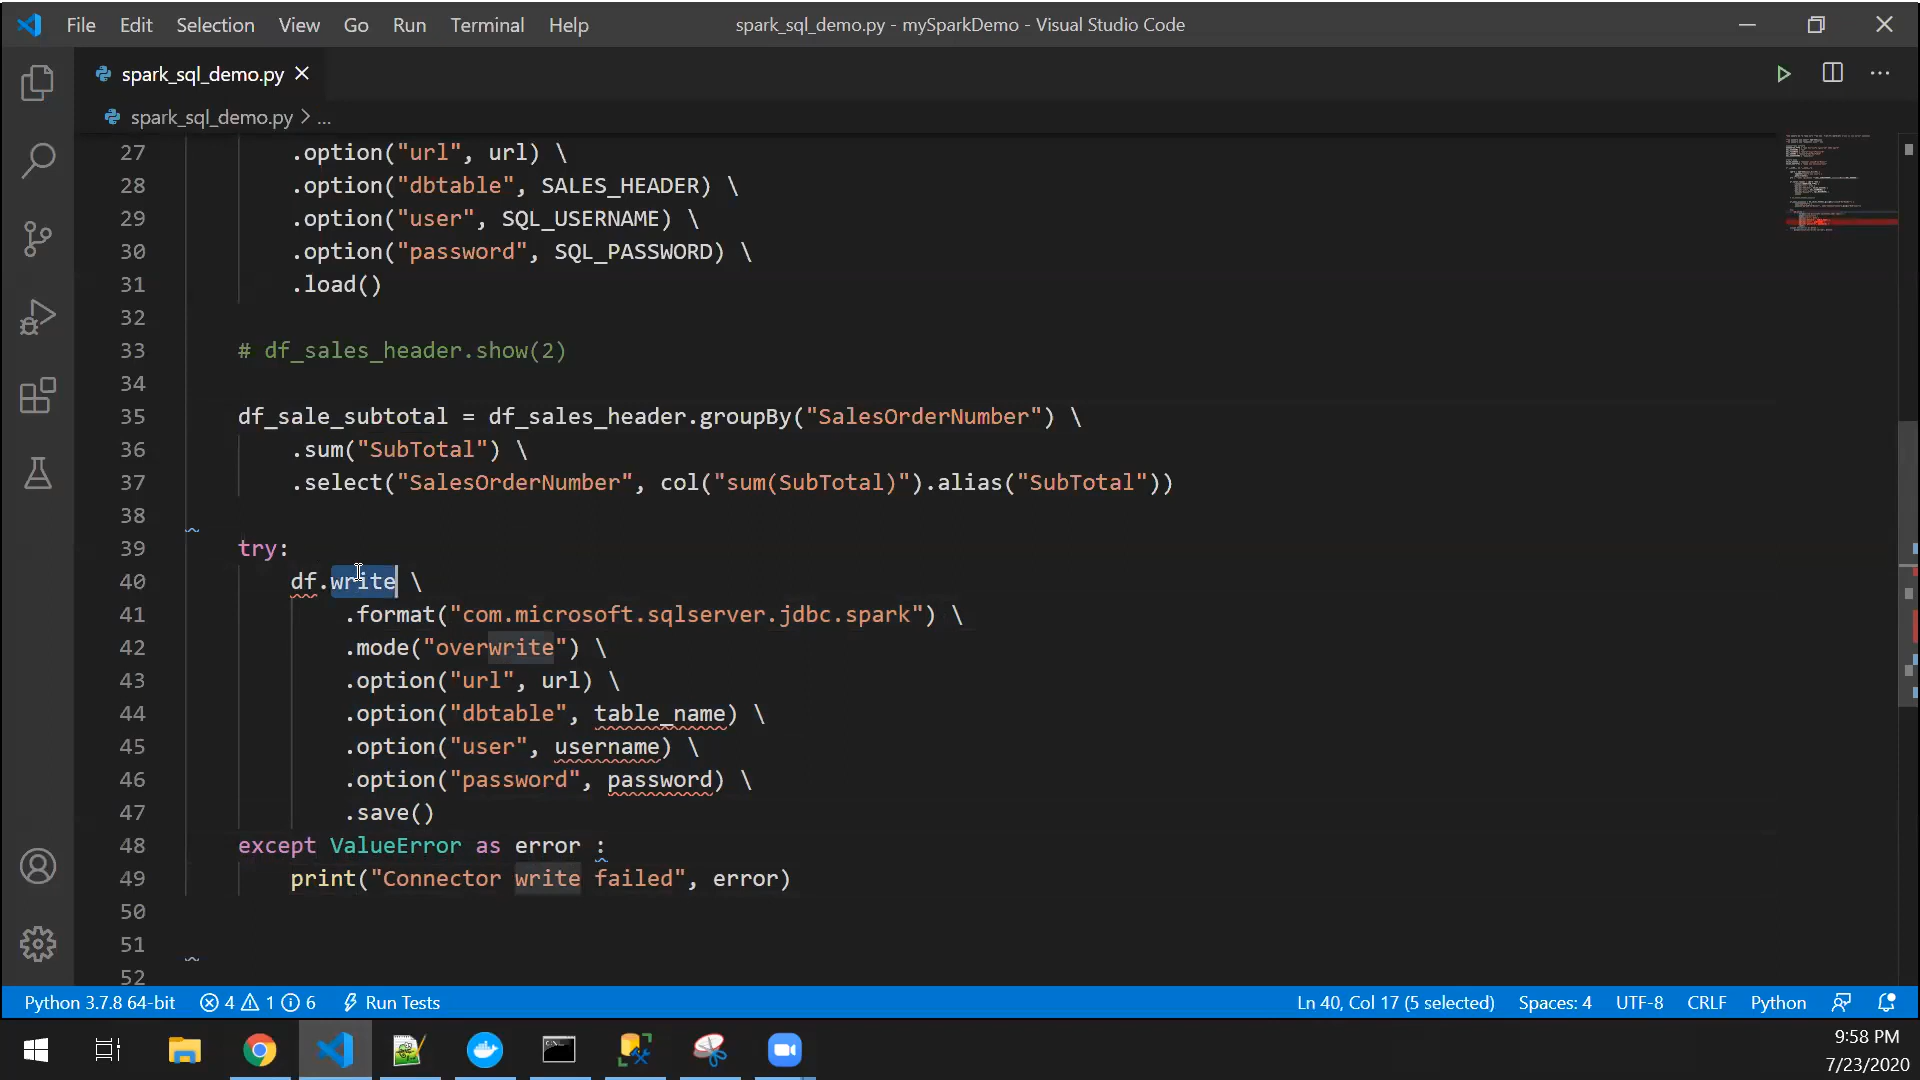 File Edit Selection View Go Run Terminal Help spark_sql_demo.py - mySparkDemo - Visual Studio Code
spark_sql_demo.py
spark_sql_demo.py > ...
27 .option("url", url) \
28 .option("dbtable", SALES_HEADER) \
29 .option("user", SQL_USERNAME) \
30 .option("password", SQL_PASSWORD) \
31 .load()
32
33 # df_sales_header.show(2)
34
35 df_sale_subtotal = df_sales_header.groupBy("SalesOrderNumber") \
36 .sum("SubTotal") \
37 .select("SalesOrderNumber", col("sum(SubTotal)").alias("SubTotal"))
38
39 try:
40 df.write \
41 .format("com.microsoft.sqlserver.jdbc.spark") \
42 .mode("overwrite") \
43 .option("url", url) \
44 .option("dbtable", table_name) \
45 .option("user", username) \
46 .option("password", password) \
47 .save()
48 except ValueError as error :
49 print("Connector write failed", error)
50
51
52
Python 3.7.8 64-bit 4 1 6 Run Tests Ln 40, Col 17 (5 selected) Spaces: 4 UTF-8 CRLF Python
9:58 PM
7/23/2020